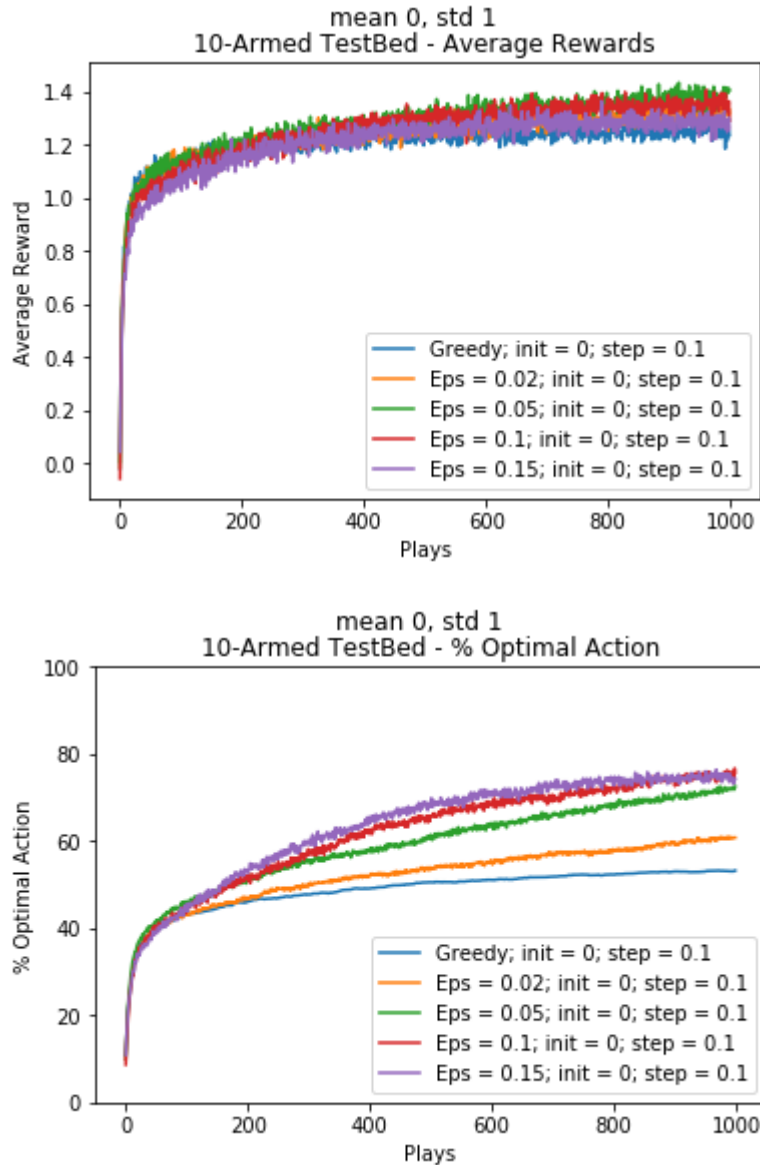 mean 0, std 1
10-Armed TestBed - Average Rewards
1.4
1.2
1.0
0.8
0.6
0.4
0.2
0.0
Average Reward
Greedy; init = 0; step = 0.1
Eps = 0.02; init = 0; step = 0.1
Eps = 0.05; init = 0; step = 0.1
Eps = 0.1; init = 0; step = 0.1
Eps = 0.15; init = 0; step = 0.1
0 200 400 600 800 1000
Plays
mean 0, std 1
10-Armed TestBed - % Optimal Action
100
80
60
40
20
0
% Optimal Action
Greedy; init = 0; step = 0.1
Eps = 0.02; init = 0; step = 0.1
Eps = 0.05; init = 0; step = 0.1
Eps = 0.1; init = 0; step = 0.1
Eps = 0.15; init = 0; step = 0.1
0 200 400 600 800 1000
Plays